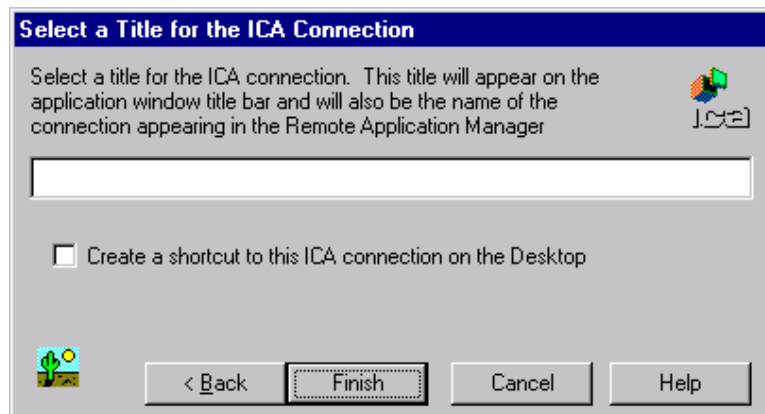 Select a Title for the ICA Connection
Select a title for the ICA connection.  This title will appear on the
application window title bar and will also be the name of the
connection appearing in the Remote Application Manager
ica
Create a shortcut to this ICA connection on the Desktop
< Back
Finish
Cancel
Help